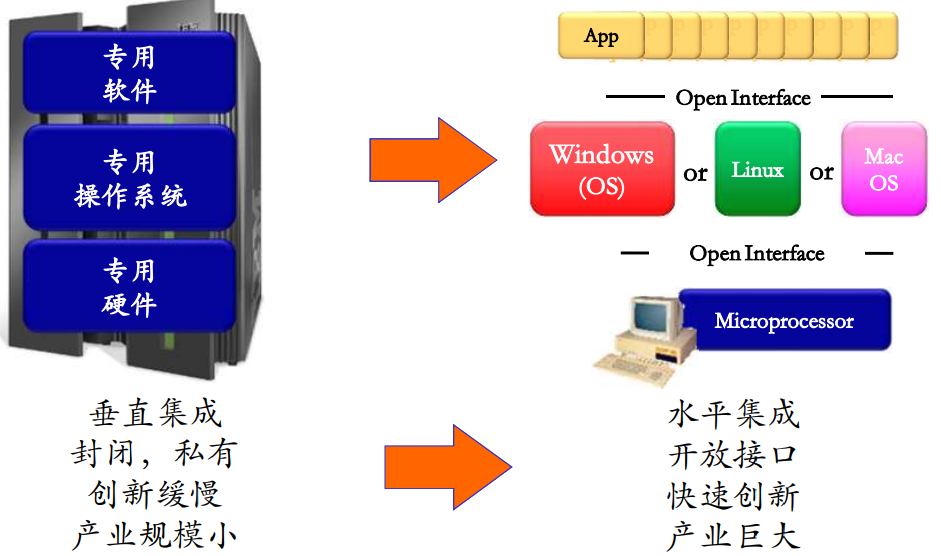 专用
软件
专用
操作系统
专用
硬件
垂直集成
封闭，私有
创新缓慢
产业规模小
App
Open Interface
Windows
(OS)
or
Linux
or
Mac
OS
Open Interface
Microprocessor
水平集成
开放接口
快速创新
产业巨大